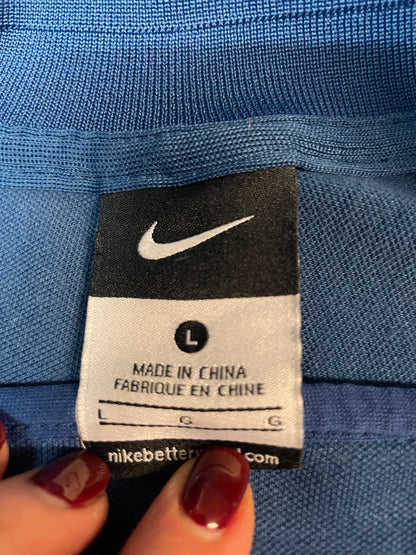 L
MADE IN CHINA
FABRIQUE EN CHINE
L G G